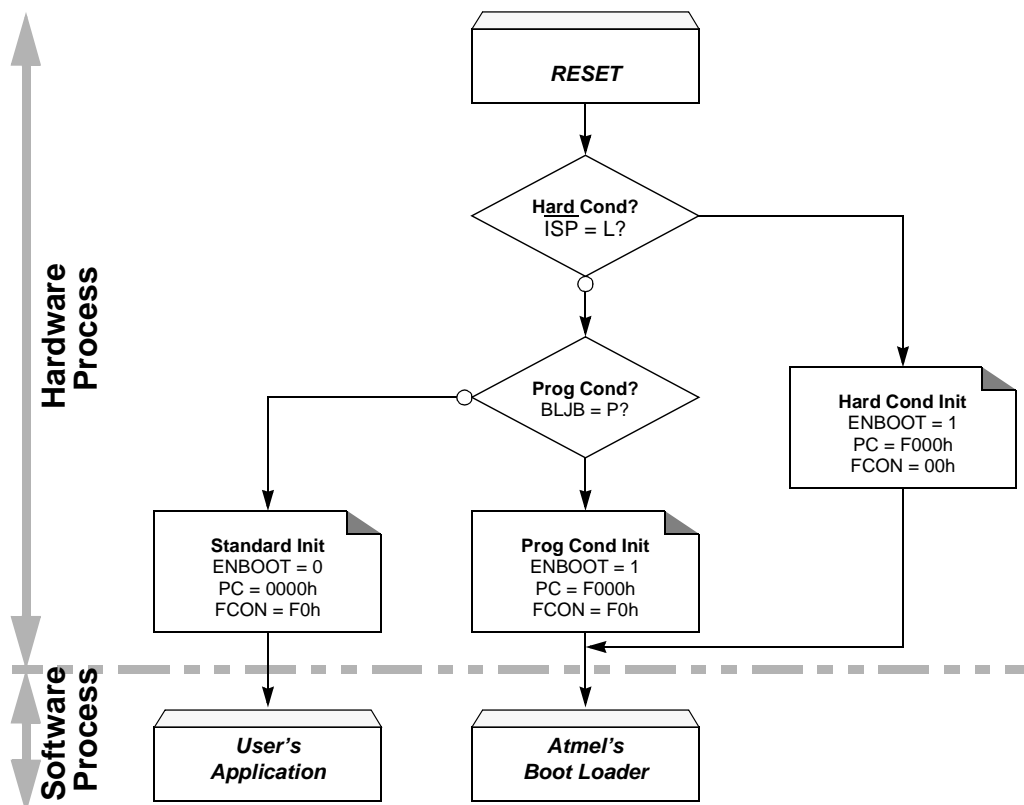 RESET
Hard Cond?
ISP = L?
Prog Cond?
BLJB = P?
Hard Cond Init
ENBOOT = 1
PC = F000h
FCON = 00h
Standard Init
ENBOOT = 0
PC = 0000h
FCON = F0h
Prog Cond Init
ENBOOT = 1
PC = F000h
FCON = F0h
User's
Application
Atmel's
Boot Loader
Hardware
Process
Software
Process